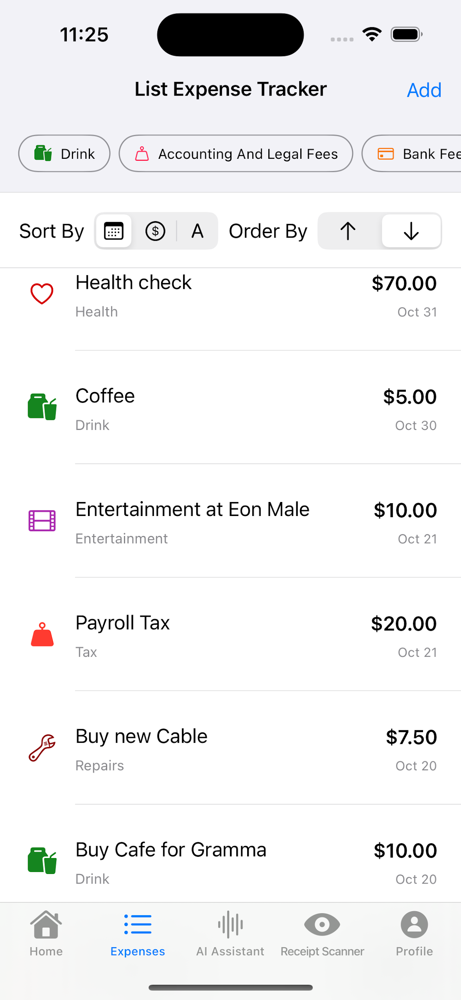 11:25
List Expense Tracker
Add
Drink
Accounting And Legal Fees
Bank Fee
Sort By
$
A
Order By
Health check
$70.00
Health
Oct 31
Coffee
$5.00
Drink
Oct 30
Entertainment at Eon Male
$10.00
Entertainment
Oct 21
Payroll Tax
$20.00
Tax
Oct 21
Buy new Cable
$7.50
Repairs
Oct 20
Buy Cafe for Gramma
$10.00
Drink
Oct 20
Home
Expenses
AI Assistant
Receipt Scanner
Profile